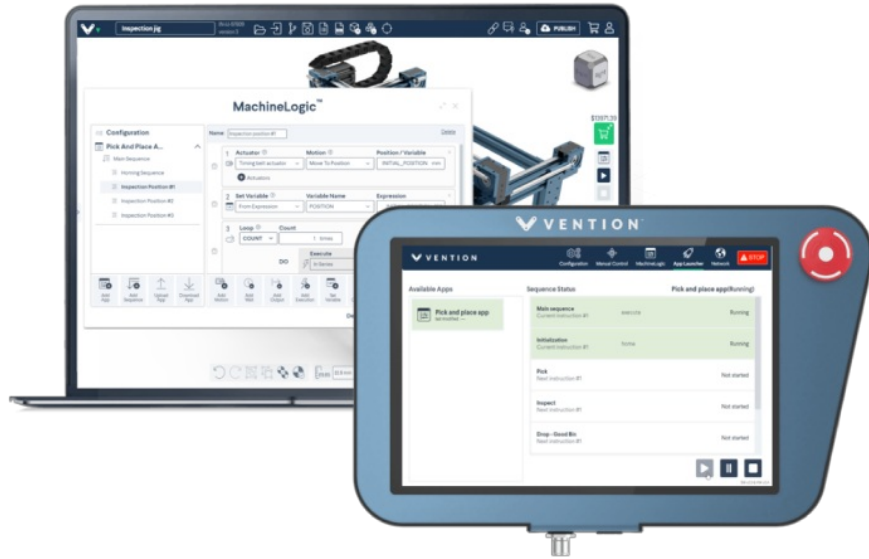 Inspection jig
version 5
PUBLISH
MachineLogic™
Configuration
Pick And Place A...
Main Sequence
Homing Sequence
Inspection Position #1
Inspection Position #2
Inspection Position #3
Add App
Add Sequence
Upload App
Download App
Name: Inspection position #1
Delete
1 Actuator Motion Position / Variable
Timing belt actuator Move To Position INITIAL_POSITION mm
Actuators
2 Set Variable Variable Name Expression
From Expression POSITION
3 Loop Count
COUNT 1 times
DO Execute
In Series
Add Motion
Add Wait
Add Output
Add Execution
Set Variable
mm
VENTION
VENTION
Configuration
Manual Control
MachineLogic
App Launcher
Network
STOP
Available Apps
Pick and place app
Sequence Status
Pick and place app(Running)
Main sequence
Current instruction #1 execute Running
Initialization
Current instruction #1 home Running
Pick
Next instruction #1 Not started
Inspect
Next instruction #1 Not started
Drop - Good Bin
Next instruction #1 Not started